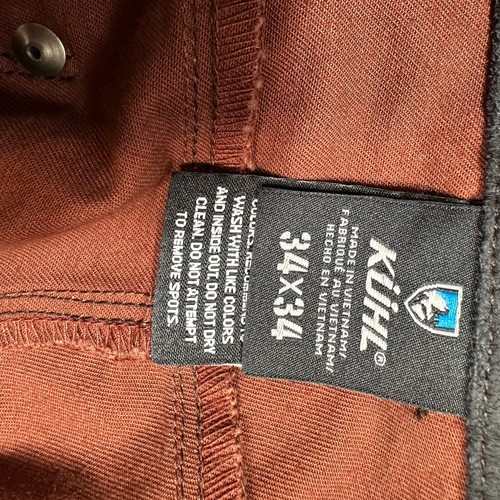 KÜHL®
MADE IN VIETNAM/
FABRIQUÉ AU VIETNAM/
HECHO EN VIETNAM
34X34
WASH WITH LIKE COLORS
AND INSIDE OUT. DO NOT DRY
CLEAN. DO NOT ATTEMPT
TO REMOVE SPOTS.